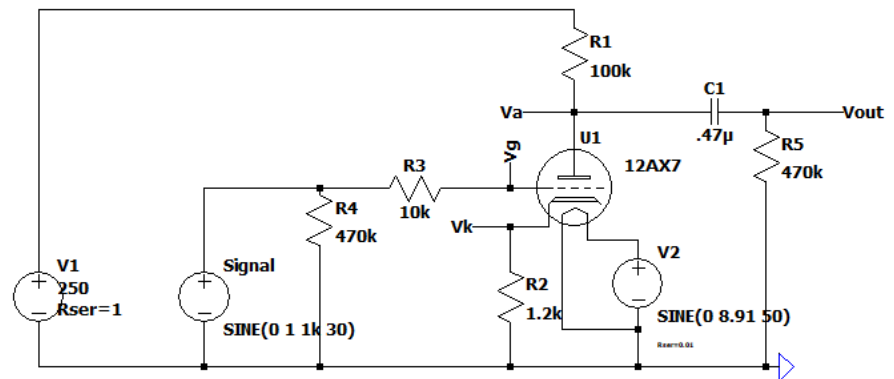 R1
100k
C1
Va
Vout
.47µ
U1
R5
470k
Vg
12AX7
R3
10k
R4
470k
Vk
V1
250
Rser=1
Signal
SINE(0 1 1k 30)
R2
1.2k
V2
SINE(0 8.91 50)
Rser=0.01